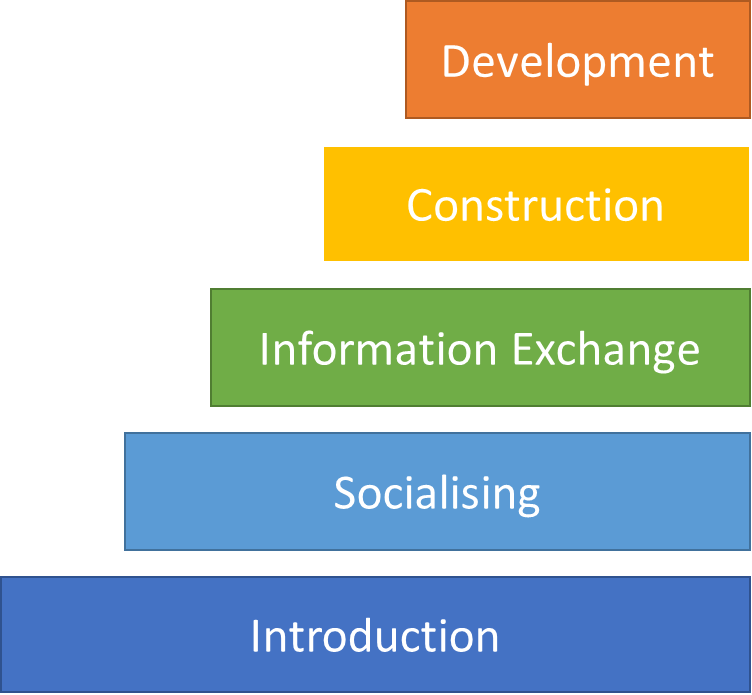 Development
Construction
Information Exchange
Socialising
Introduction